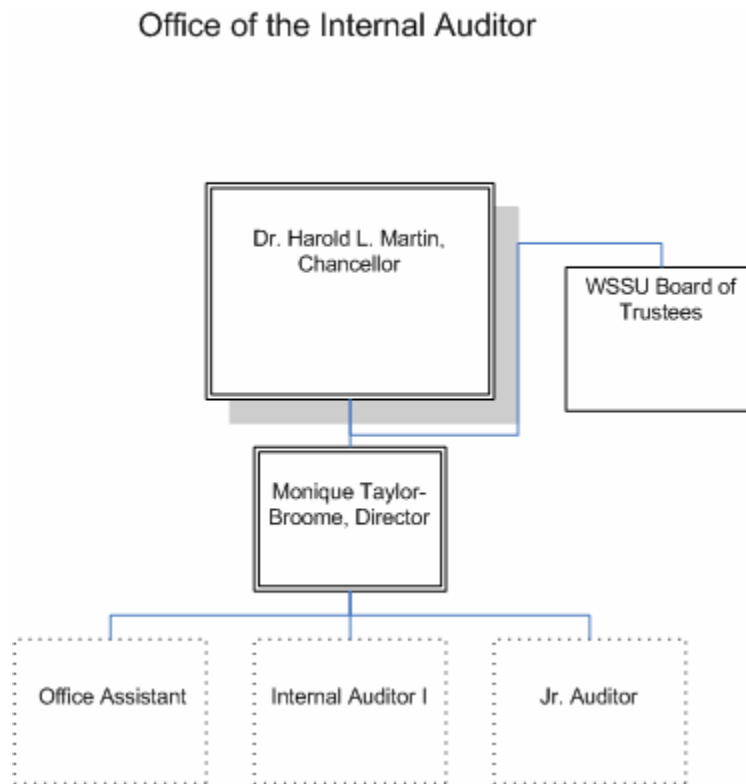 Office of the Internal Auditor
Dr. Harold L. Martin,
Chancellor
WSSU Board of
Trustees
Monique Taylor-
Broome, Director
Office Assistant
Internal Auditor I
Jr. Auditor